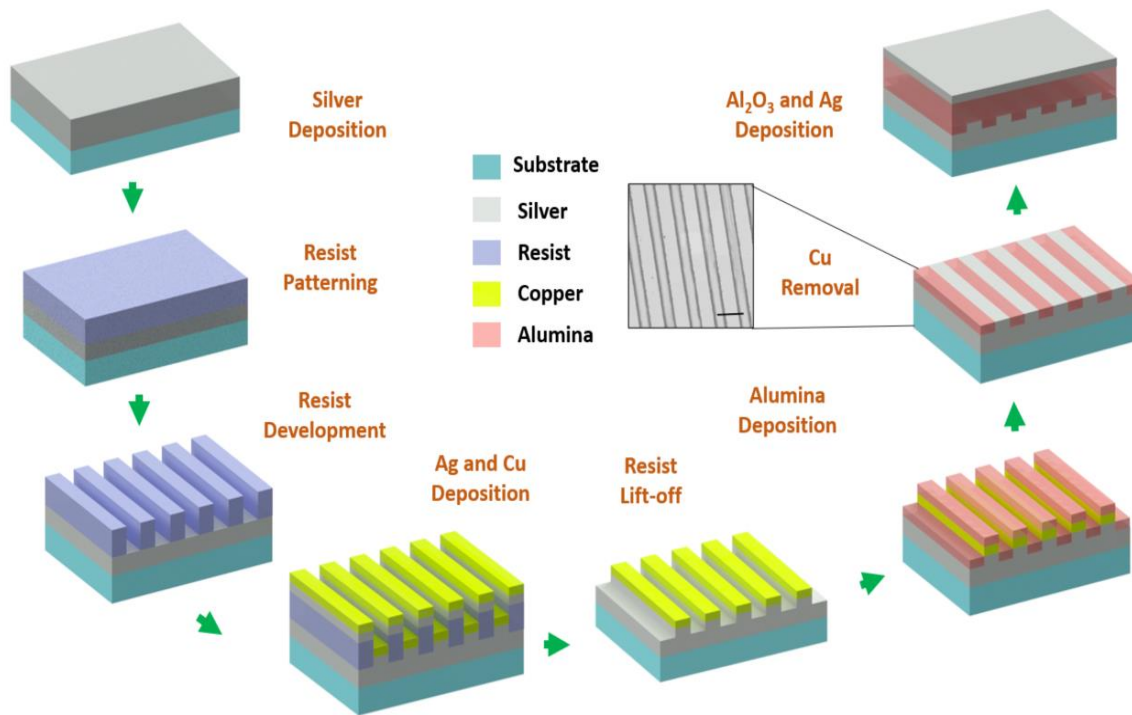 Silver
Deposition
Resist
Patterning
Resist
Development
Ag and Cu
Deposition
Resist
Lift-off
Alumina
Deposition
Cu
Removal
Al₂O₃ and Ag
Deposition
Substrate
Silver
Resist
Copper
Alumina